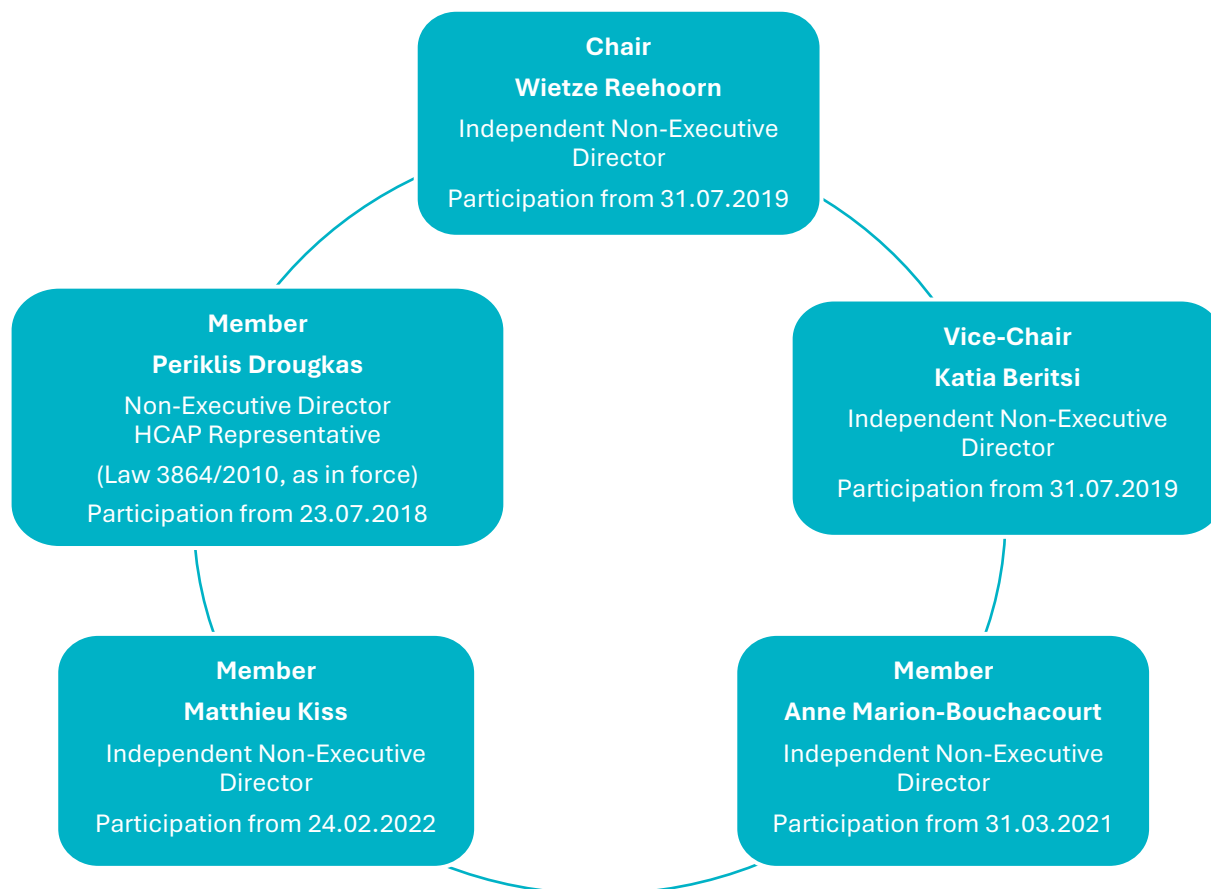 Chair
Wietze Reehoorn
Independent Non-Executive
Director
Participation from 31.07.2019
Member
Periklis Drougkas
Non-Executive Director
HCAP Representative
(Law 3864/2010, as in force)
Participation from 23.07.2018
Vice-Chair
Katia Beritsi
Independent Non-Executive
Director
Participation from 31.07.2019
Member
Matthieu Kiss
Independent Non-Executive
Director
Participation from 24.02.2022
Member
Anne Marion-Bouchacourt
Independent Non-Executive
Director
Participation from 31.03.2021